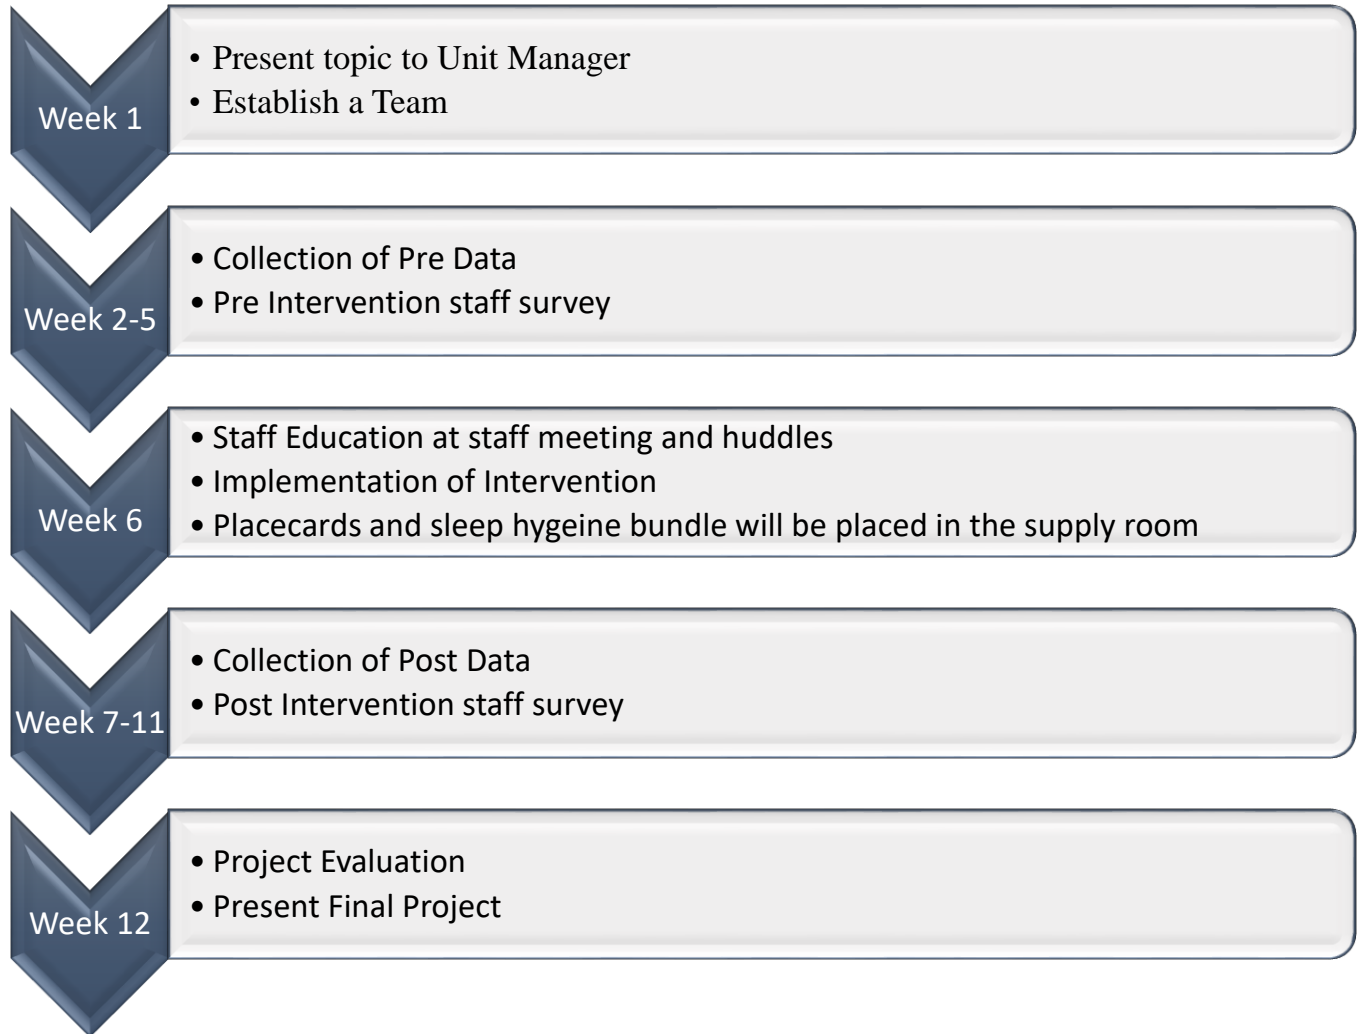 Week 1
• Present topic to Unit Manager
• Establish a Team
Week 2-5
• Collection of Pre Data
• Pre Intervention staff survey
Week 6
• Staff Education at staff meeting and huddles
• Implementation of Intervention
• Placecards and sleep hygeine bundle will be placed in the supply room
Week 7-11
• Collection of Post Data
• Post Intervention staff survey
Week 12
• Project Evaluation
• Present Final Project